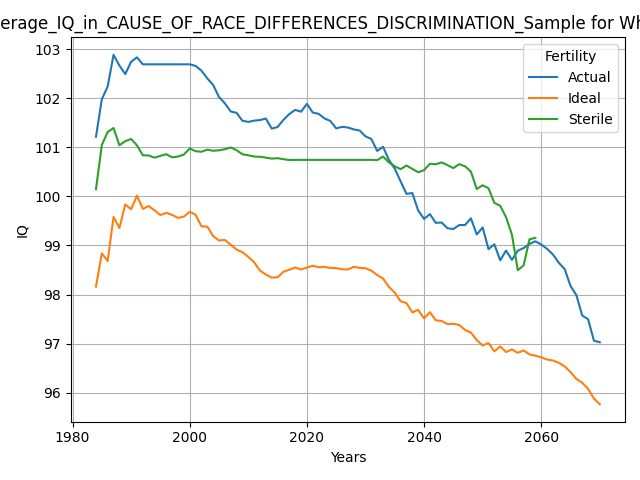 erage_IQ_in_CAUSE_OF_RACE_DIFFERENCES_DISCRIMINATION_Sample for Wh
Fertility
Actual
Ideal
Sterile
103
102
101
100
99
98
97
96
IQ
1980
2000
2020
2040
2060
Years